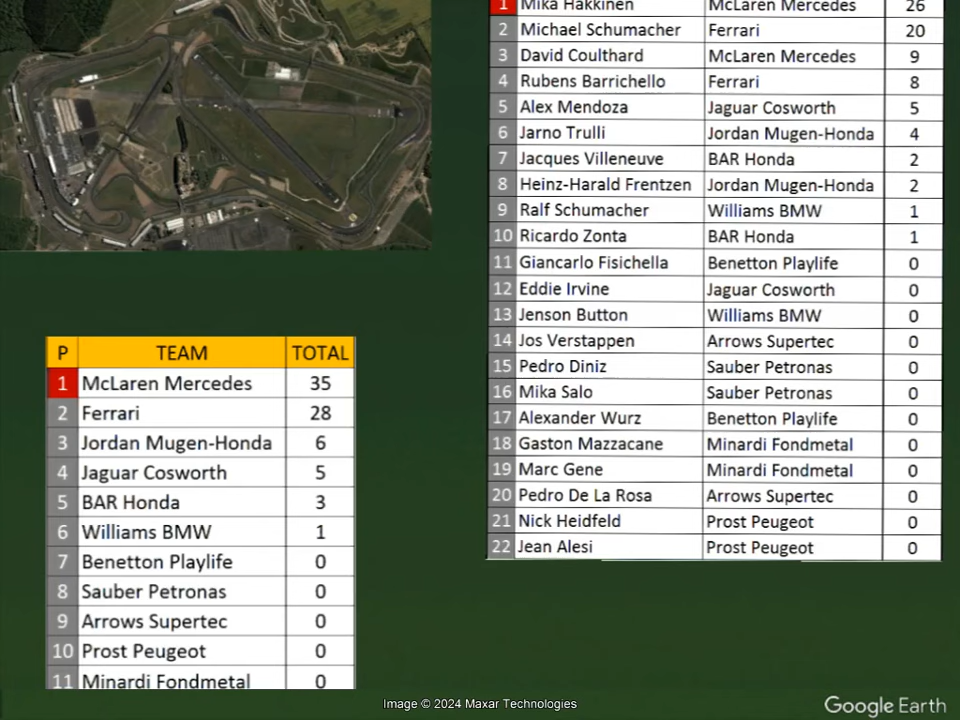 1 Mika Hakkinen McLaren Mercedes 26
2 Michael Schumacher Ferrari 20
3 David Coulthard McLaren Mercedes 9
4 Rubens Barrichello Ferrari 8
5 Alex Mendoza Jaguar Cosworth 5
6 Jarno Trulli Jordan Mugen-Honda 4
7 Jacques Villeneuve BAR Honda 2
8 Heinz-Harald Frentzen Jordan Mugen-Honda 2
9 Ralf Schumacher Williams BMW 1
10 Ricardo Zonta BAR Honda 1
11 Giancarlo Fisichella Benetton Playlife 0
12 Eddie Irvine Jaguar Cosworth 0
13 Jenson Button Williams BMW 0
14 Jos Verstappen Arrows Supertec 0
15 Pedro Diniz Sauber Petronas 0
16 Mika Salo Sauber Petronas 0
17 Alexander Wurz Benetton Playlife 0
18 Gaston Mazzacane Minardi Fondmetal 0
19 Marc Gene Minardi Fondmetal 0
20 Pedro De La Rosa Arrows Supertec 0
21 Nick Heidfeld Prost Peugeot 0
22 Jean Alesi Prost Peugeot 0
P TEAM TOTAL
1 McLaren Mercedes 35
2 Ferrari 28
3 Jordan Mugen-Honda 6
4 Jaguar Cosworth 5
5 BAR Honda 3
6 Williams BMW 1
7 Benetton Playlife 0
8 Sauber Petronas 0
9 Arrows Supertec 0
10 Prost Peugeot 0
11 Minardi Fondmetal 0
Image © 2024 Maxar Technologies
Google Earth